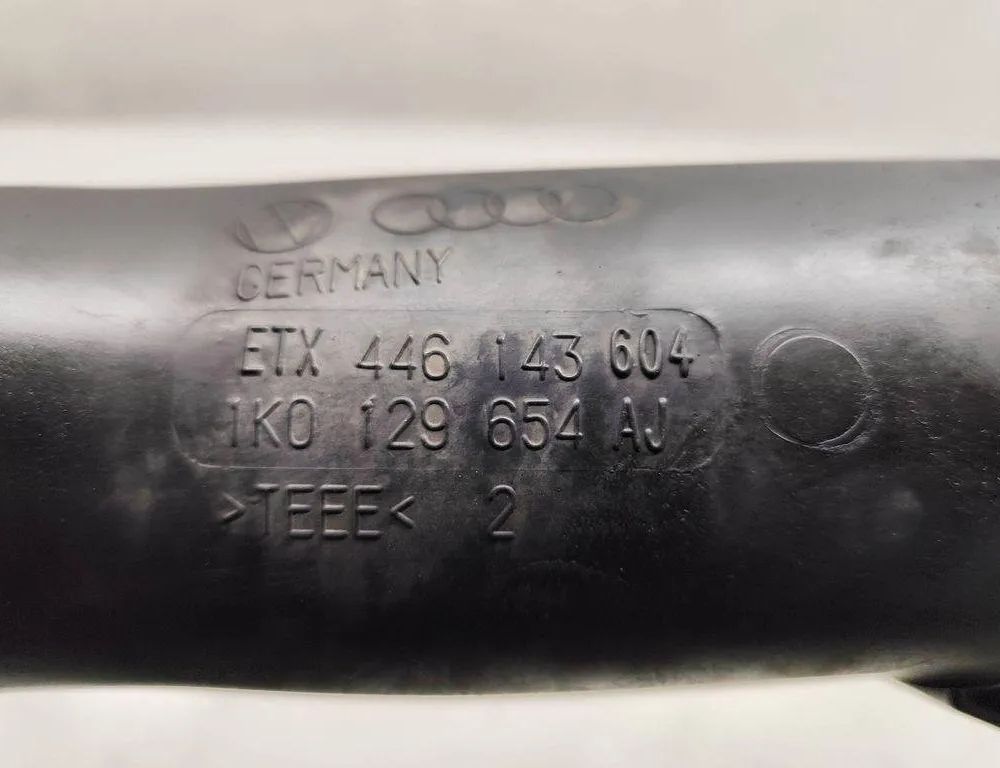 GERMANY
ETX 446 143 604
1K0 129 654 AJ
>TEEE< 2